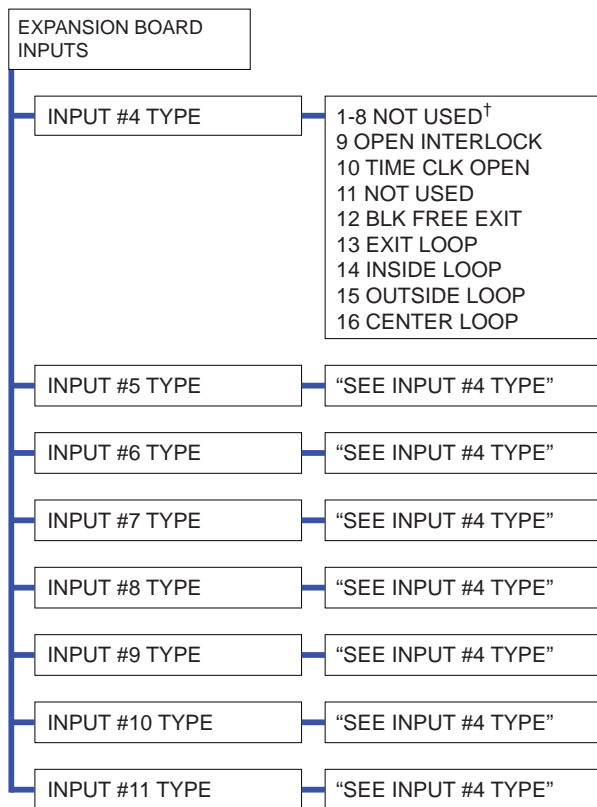 EXPANSION BOARD
INPUTS
INPUT #4 TYPE
1-8 NOT USED†
9 OPEN INTERLOCK
10 TIME CLK OPEN
11 NOT USED
12 BLK FREE EXIT
13 EXIT LOOP
14 INSIDE LOOP
15 OUTSIDE LOOP
16 CENTER LOOP
INPUT #5 TYPE
“SEE INPUT #4 TYPE”
INPUT #6 TYPE
“SEE INPUT #4 TYPE”
INPUT #7 TYPE
“SEE INPUT #4 TYPE”
INPUT #8 TYPE
“SEE INPUT #4 TYPE”
INPUT #9 TYPE
“SEE INPUT #4 TYPE”
INPUT #10 TYPE
“SEE INPUT #4 TYPE”
INPUT #11 TYPE
“SEE INPUT #4 TYPE”